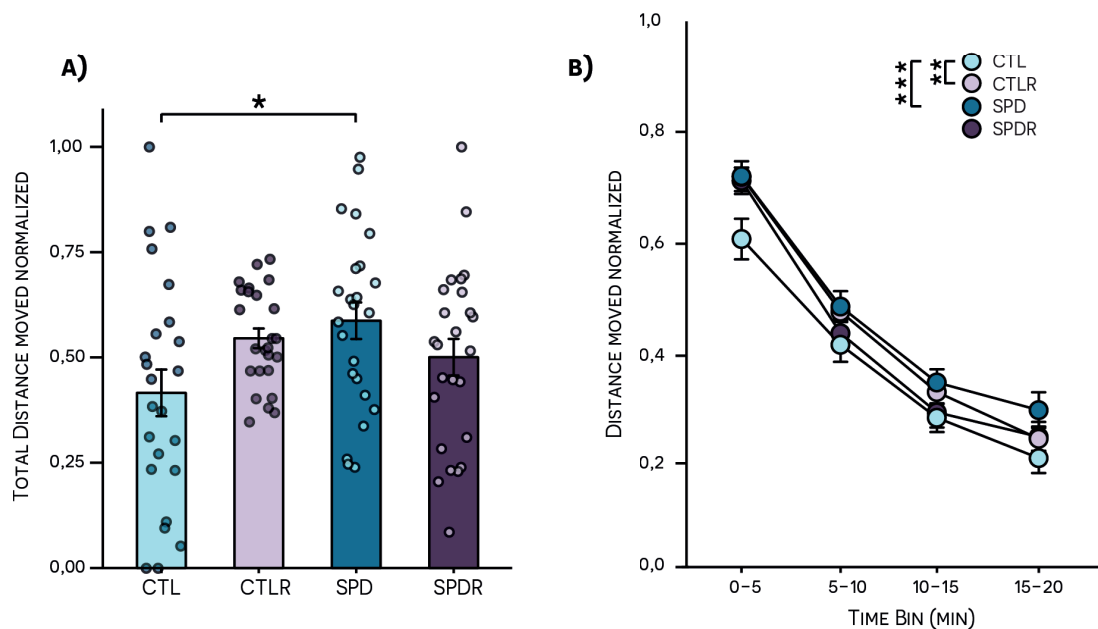 A)
*
TOTAL DISTANCE MOVED NORMALIZED
1,00
0,75
0,50
0,25
0,00
CTL
CTLR
SPD
SPDR
B)
***
**
CTL
CTLR
SPD
SPDR
DISTANCE MOVED NORMALIZED
1,0
0,8
0,6
0,4
0,2
0,0
0–5
5–10
10–15
15–20
TIME BIN (MIN)